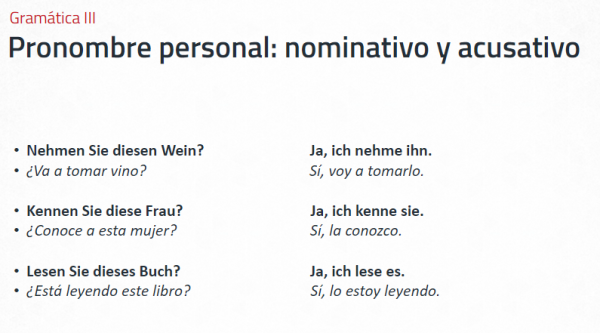 Gramática III
Pronombre personal: nominativo y acusativo
• Nehmen Sie diesen Wein? Ja, ich nehme ihn.
• ¿Va a tomar vino? Sí, voy a tomarlo.
• Kennen Sie diese Frau? Ja, ich kenne sie.
• ¿Conoce a esta mujer? Sí, la conozco.
• Lesen Sie dieses Buch? Ja, ich lese es.
• ¿Está leyendo este libro? Sí, lo estoy leyendo.